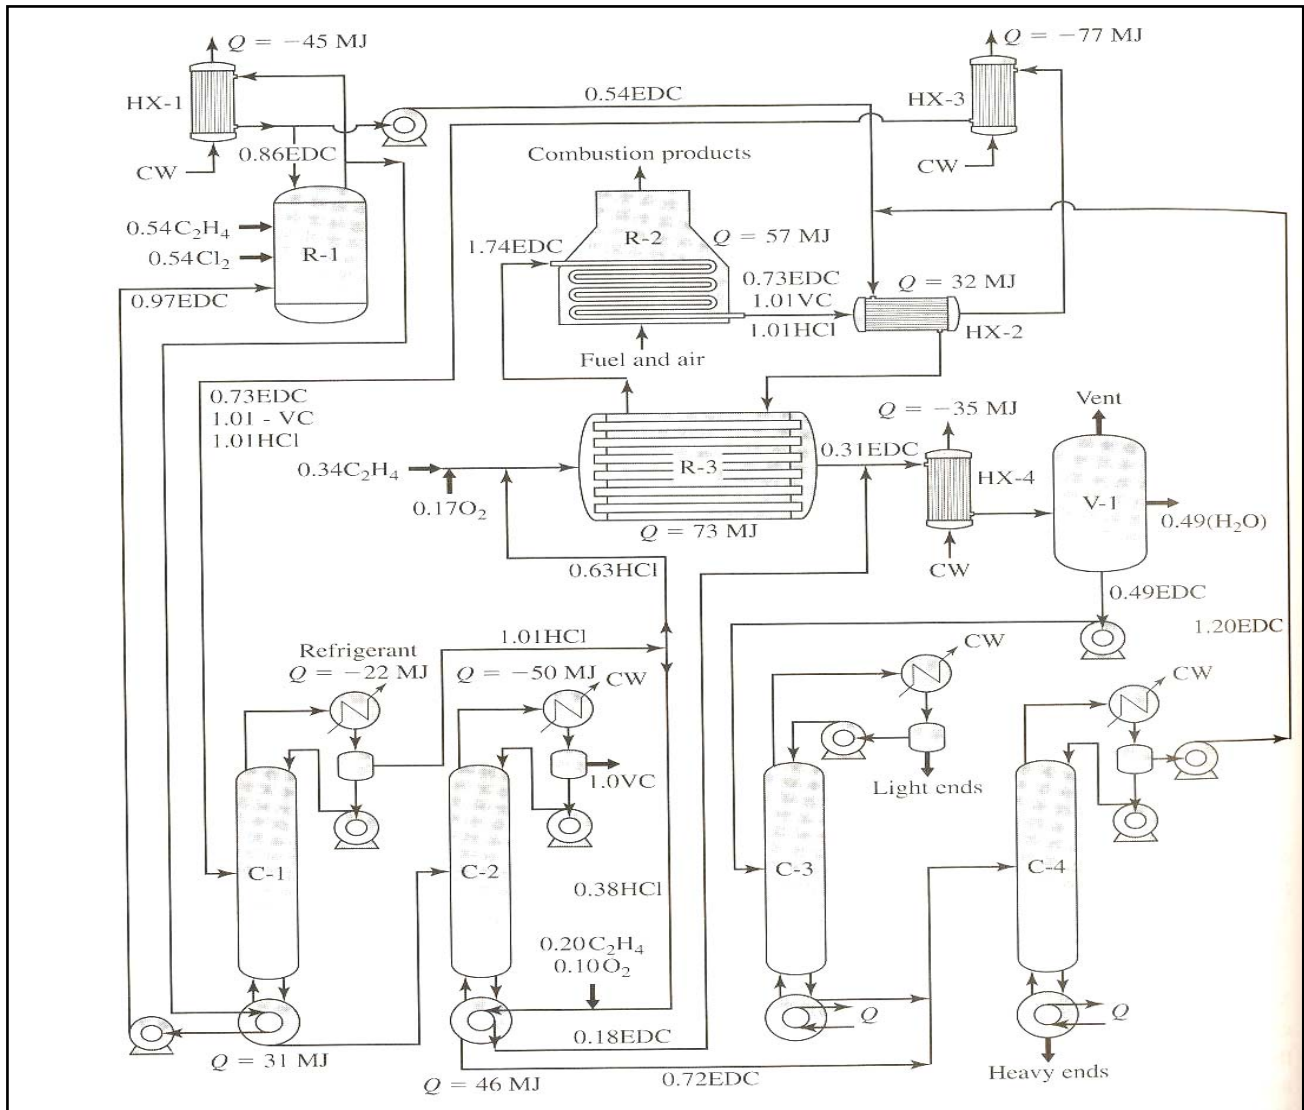 Q = −45 MJ
Q = −77 MJ
HX-1
0.54EDC
HX-3
0.86EDC
Combustion products
CW
CW
0.54C₂H₄
R-1
1.74EDC
R-2
Q = 57 MJ
0.54Cl₂
0.73EDC
Q = 32 MJ
0.97EDC
1.01VC
1.01HCl
HX-2
Fuel and air
0.73EDC
1.01 - VC
1.01HCl
Q = −35 MJ
Vent
0.34C₂H₄
R-3
0.31EDC
HX-4
0.17O₂
V-1
Q = 73 MJ
0.49(H₂O)
0.63HCl
CW
0.49EDC
1.01HCl
1.20EDC
Refrigerant
Q = −22 MJ
Q = −50 MJ
CW
CW
CW
1.0VC
Light ends
C-1
C-2
0.38HCl
C-3
C-4
0.20C₂H₄
0.10O₂
Q
Q
0.18EDC
Q = 31 MJ
Q = 46 MJ
0.72EDC
Heavy ends